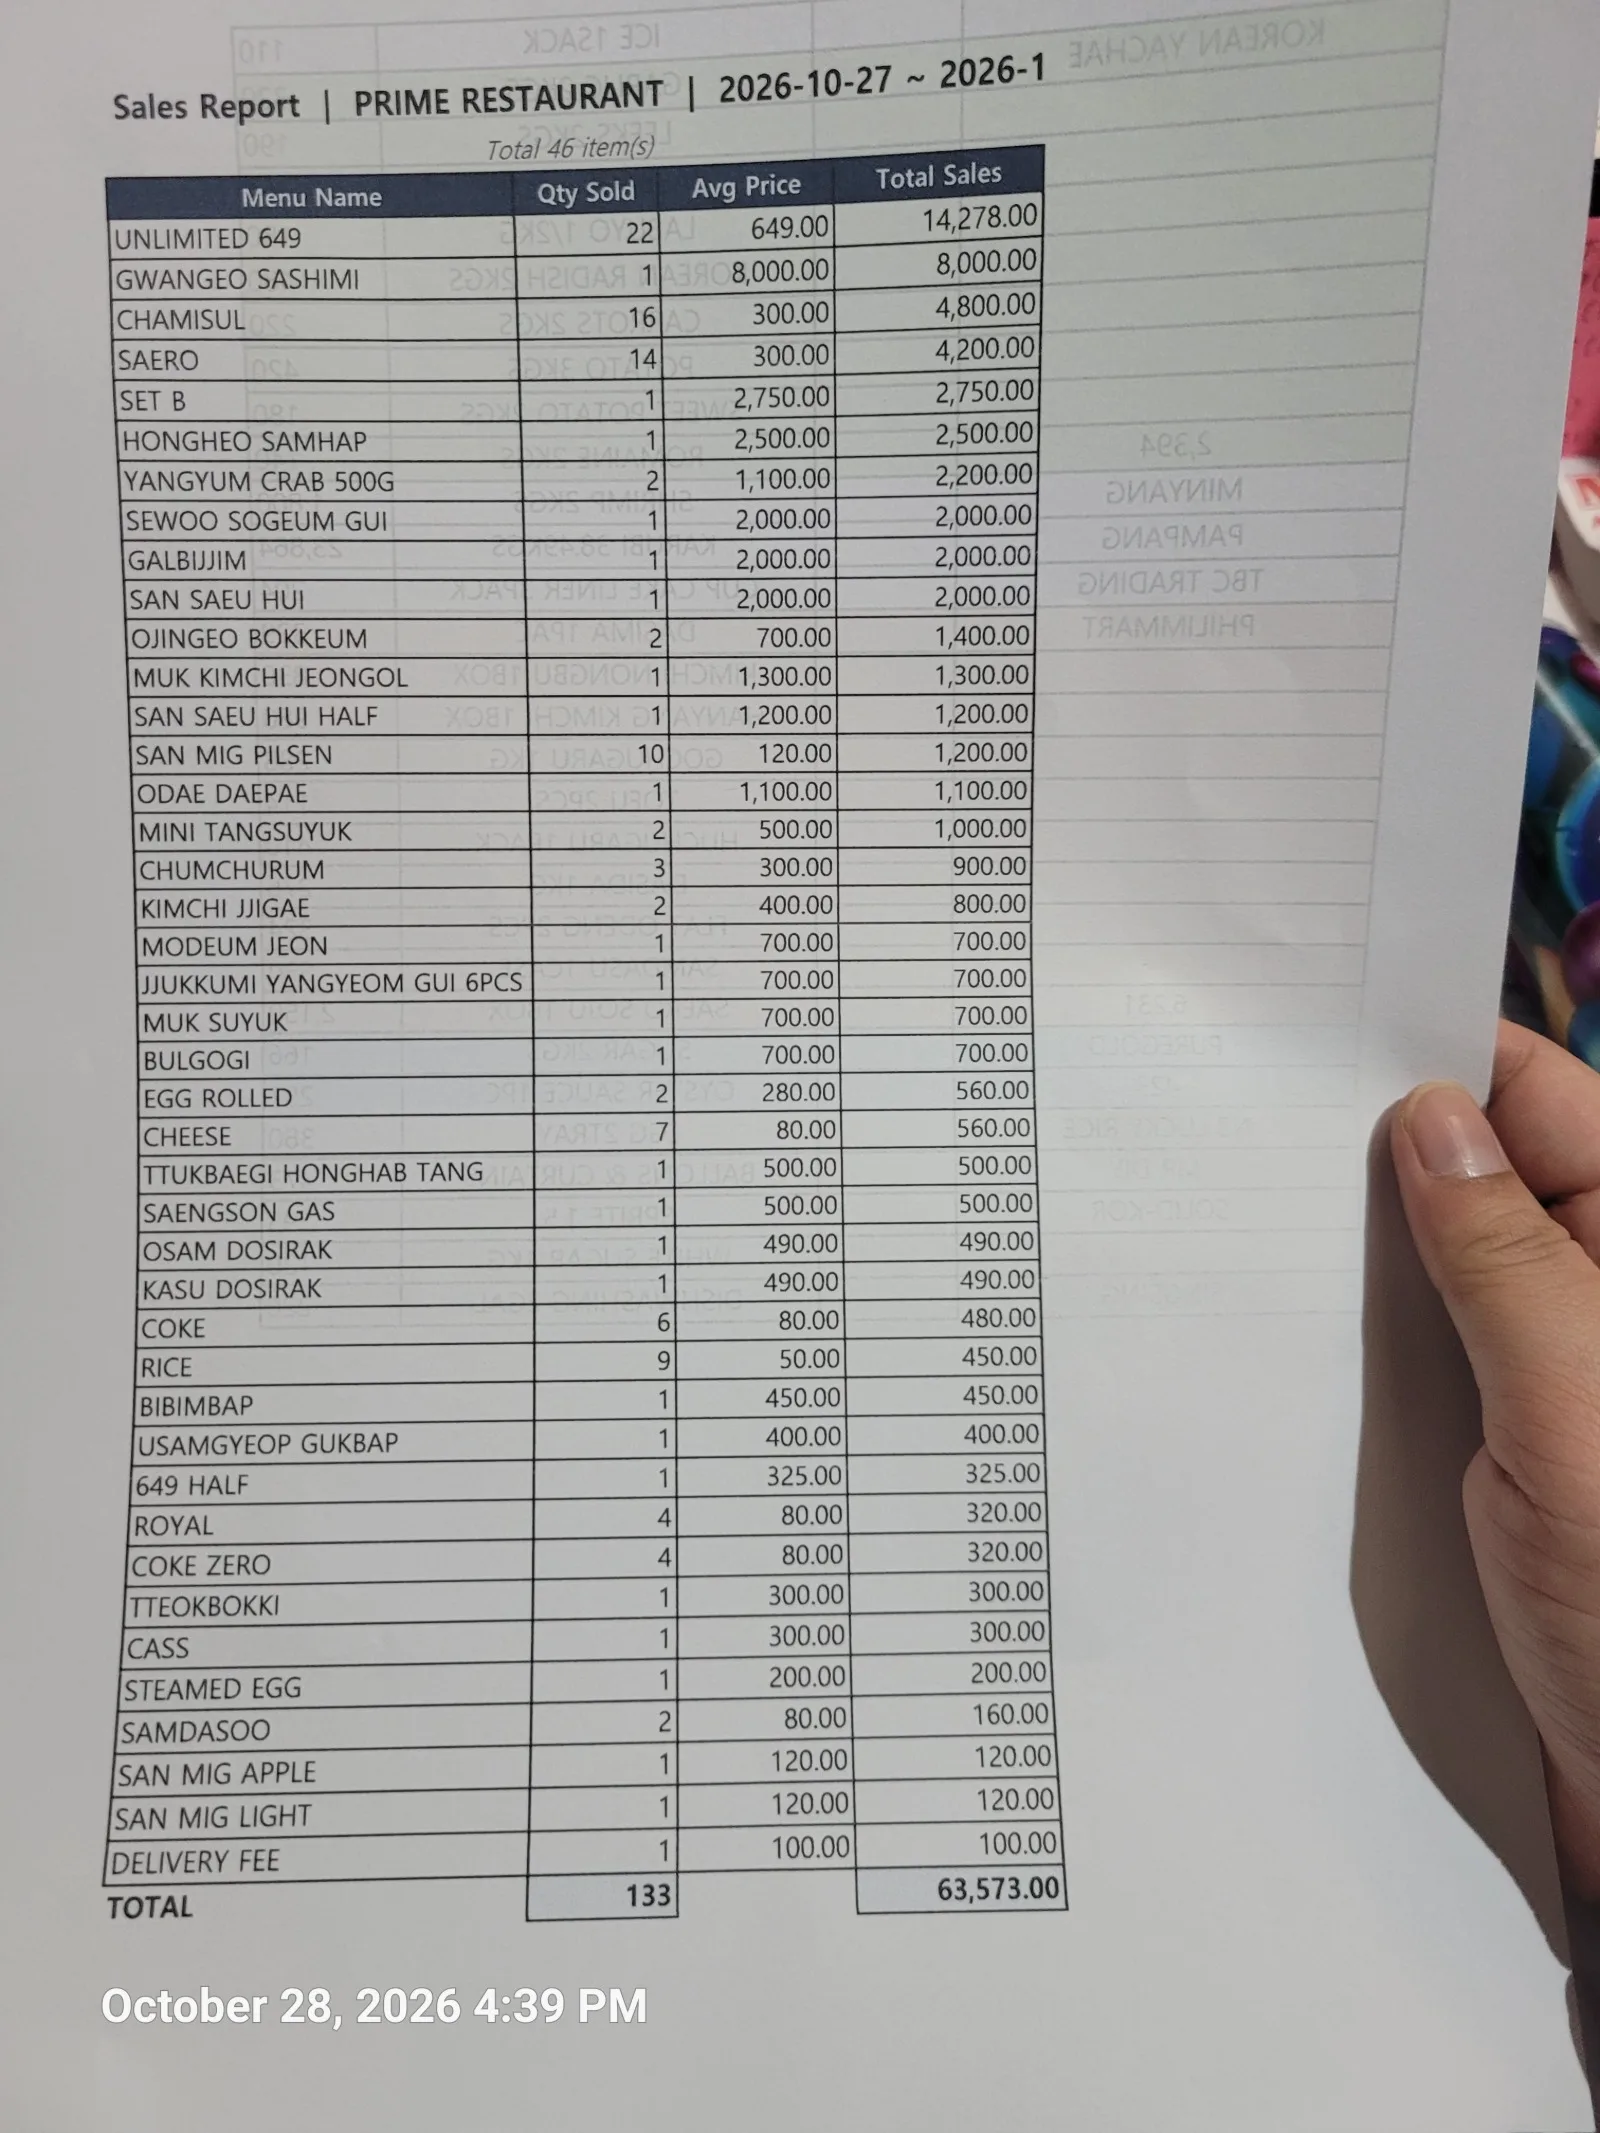 Sales Report | PRIME RESTAURANT | 2026-10-27 ~ 2026-1
Total 46 item(s)
Menu Name Qty Sold Avg Price Total Sales
UNLIMITED 649 22 649.00 14,278.00
GWANGEO SASHIMI 1 8,000.00 8,000.00
CHAMISUL 16 300.00 4,800.00
SAERO 14 300.00 4,200.00
SET B 1 2,750.00 2,750.00
HONGHEO SAMHAP 1 2,500.00 2,500.00
YANGYUM CRAB 500G 2 1,100.00 2,200.00
SEWOO SOGEUM GUI 1 2,000.00 2,000.00
GALBIJJIM 1 2,000.00 2,000.00
SAN SAEU HUI 1 2,000.00 2,000.00
OJINGEO BOKKEUM 2 700.00 1,400.00
MUK KIMCHI JEONGOL 1 1,300.00 1,300.00
SAN SAEU HUI HALF 1 1,200.00 1,200.00
SAN MIG PILSEN 10 120.00 1,200.00
ODAE DAEPAE 1 1,100.00 1,100.00
MINI TANGSUYUK 2 500.00 1,000.00
CHUMCHURUM 3 300.00 900.00
KIMCHI JJIGAE 2 400.00 800.00
MODEUM JEON 1 700.00 700.00
JJUKKUMI YANGYEOM GUI 6PCS 1 700.00 700.00
MUK SUYUK 1 700.00 700.00
BULGOGI 1 700.00 700.00
EGG ROLLED 2 280.00 560.00
CHEESE 7 80.00 560.00
TTUKBAEGI HONGHAB TANG 1 500.00 500.00
SAENGSON GAS 1 500.00 500.00
OSAM DOSIRAK 1 490.00 490.00
KASU DOSIRAK 1 490.00 490.00
COKE 6 80.00 480.00
RICE 9 50.00 450.00
BIBIMBAP 1 450.00 450.00
USAMGYEOP GUKBAP 1 400.00 400.00
649 HALF 1 325.00 325.00
ROYAL 4 80.00 320.00
COKE ZERO 4 80.00 320.00
TTEOKBOKKI 1 300.00 300.00
CASS 1 300.00 300.00
STEAMED EGG 1 200.00 200.00
SAMDASOO 2 80.00 160.00
SAN MIG APPLE 1 120.00 120.00
SAN MIG LIGHT 1 120.00 120.00
DELIVERY FEE 1 100.00 100.00
TOTAL 133 63,573.00
October 28, 2026 4:39 PM